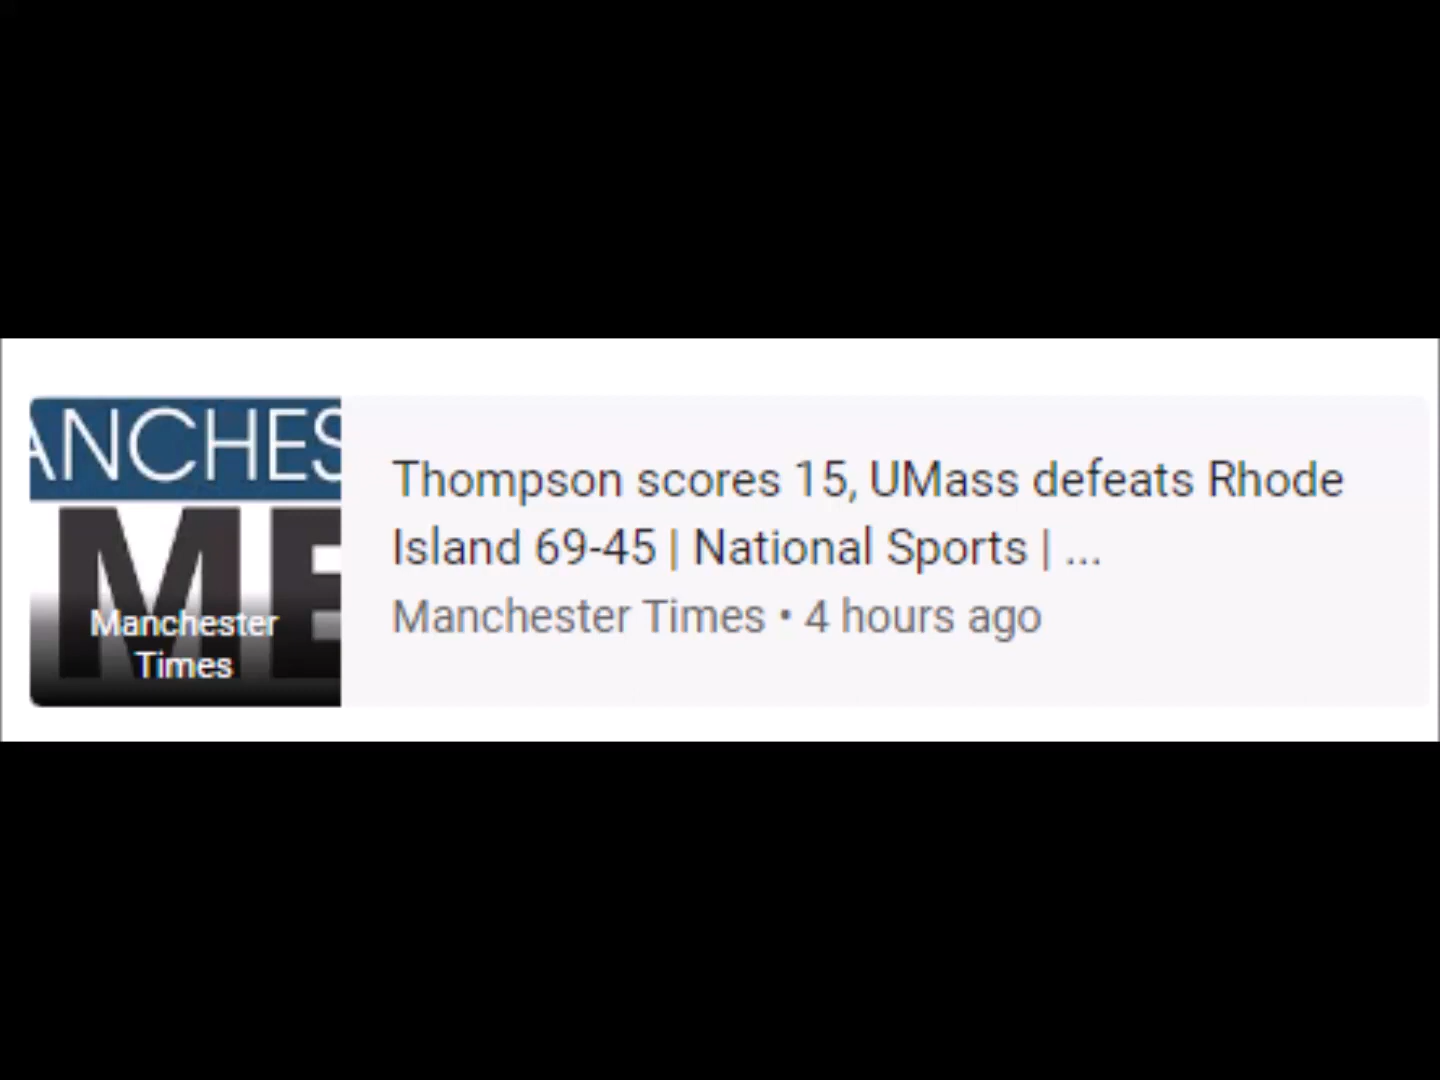 ANCHES
ME
Manchester
Times
Thompson scores 15, UMass defeats Rhode
Island 69-45 | National Sports | ...
Manchester Times • 4 hours ago